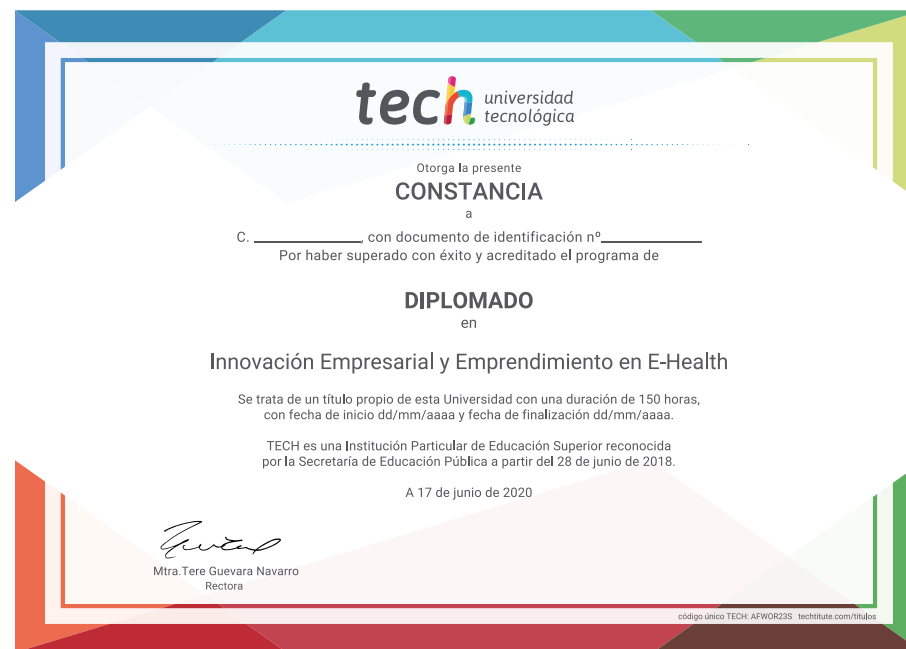 tech universidad
tecnológica
Otorga la presente
CONSTANCIA
a
C. ____________, con documento de identificación nº____________
Por haber superado con éxito y acreditado el programa de
DIPLOMADO
en
Innovación Empresarial y Emprendimiento en E-Health
Se trata de un título propio de esta Universidad con una duración de 150 horas,
con fecha de inicio dd/mm/aaaa y fecha de finalización dd/mm/aaaa.
TECH es una Institución Particular de Educación Superior reconocida
por la Secretaría de Educación Pública a partir del 28 de junio de 2018.
A 17 de junio de 2020
Mtra.Tere Guevara Navarro
Rectora
código único TECH: AFWOR23S techtitute.com/titulos